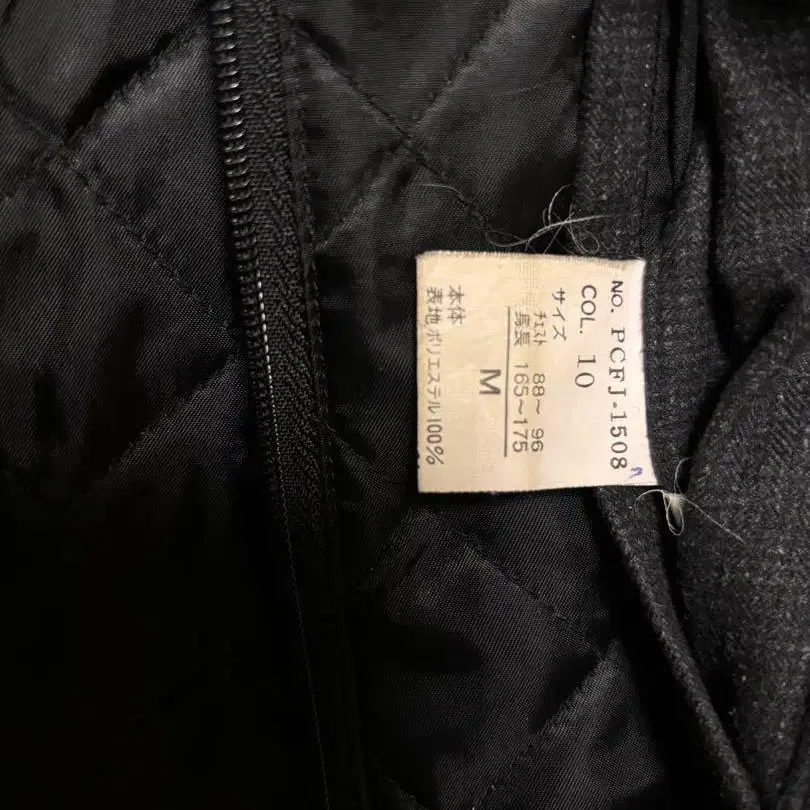 NO. PCFJ-1508
COL. 10
サイズ
チェスト 88~ 96
身長 165~175
M
本体
表地 ポリエステル100%